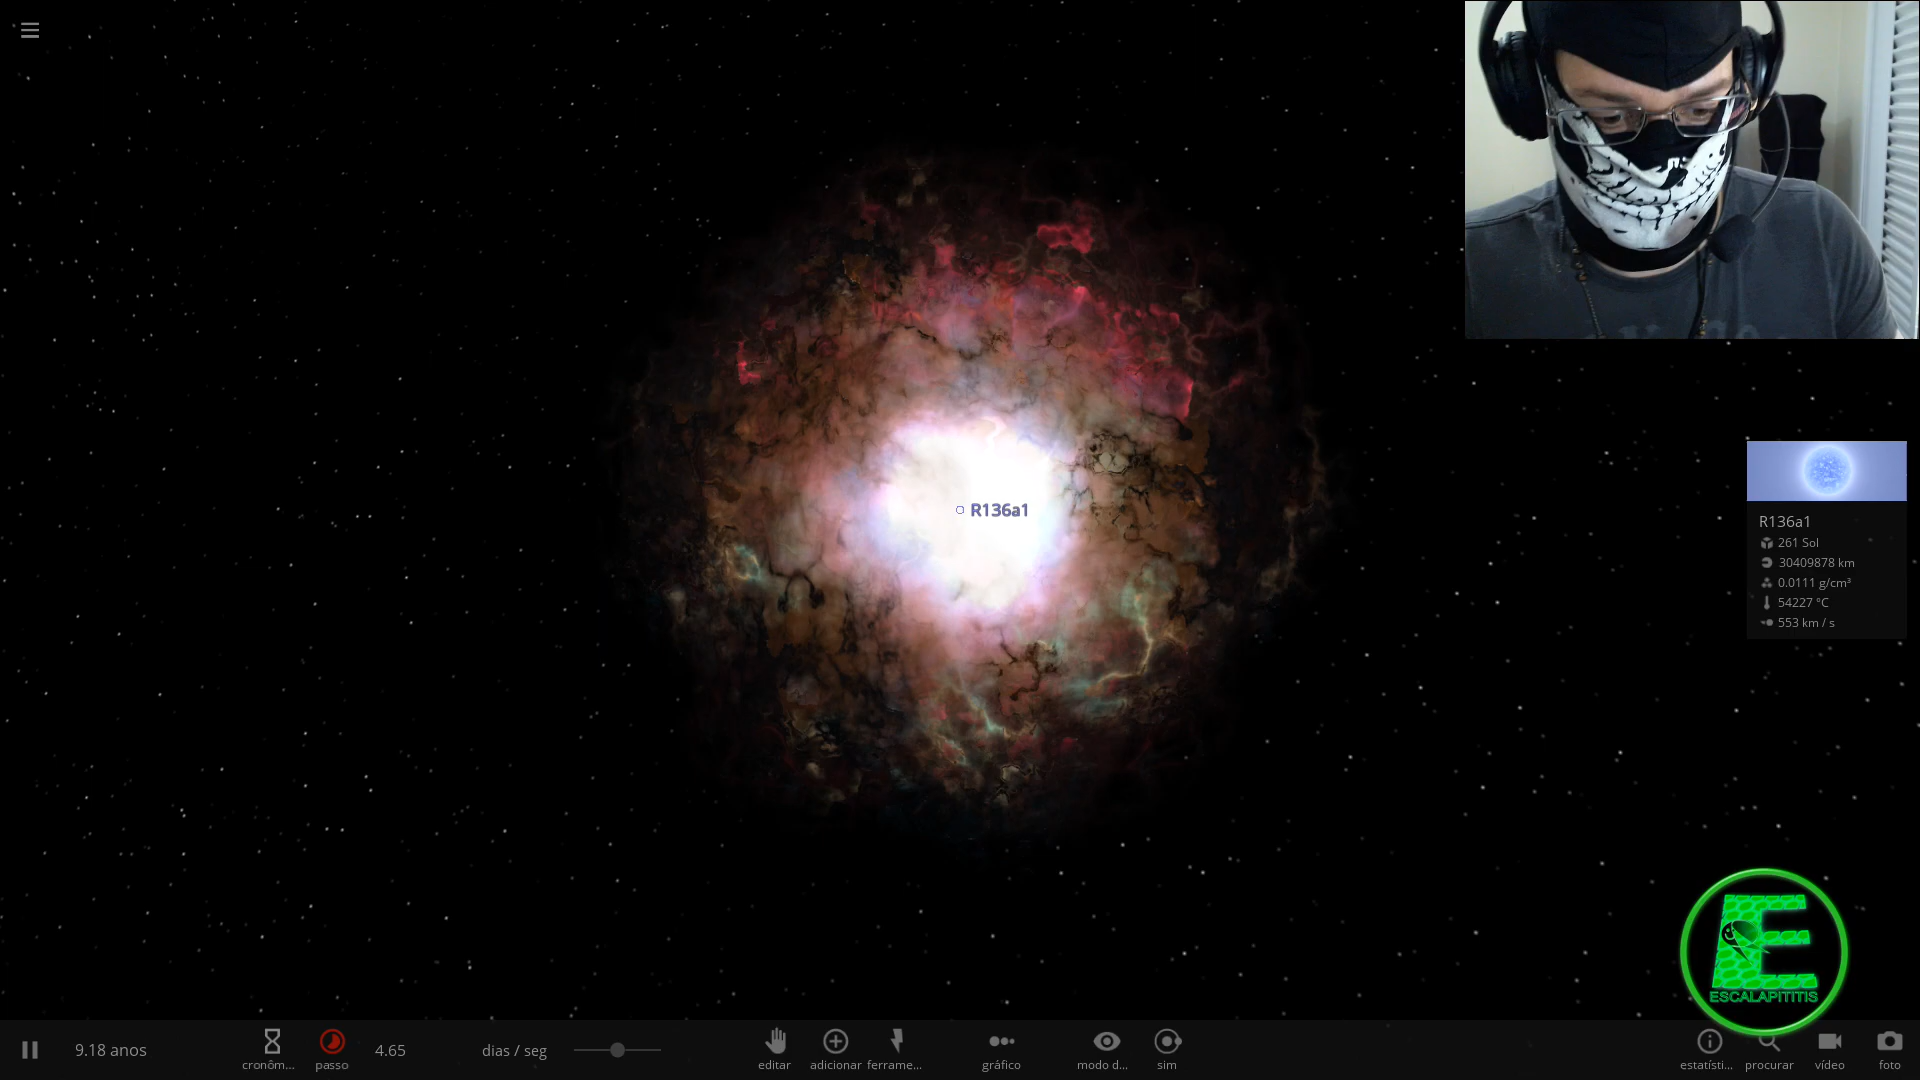 R136a1
R136a1
261 Sol
30409878 km
0.0111 g/cm³
54227 °C
553 km / s
E
ESCALAPITITIS
9.18 anos
cronôm...
passo
4.65
dias / seg
editar
adicionar
ferrame...
gráfico
modo d...
sim
estatísti...
procurar
vídeo
foto